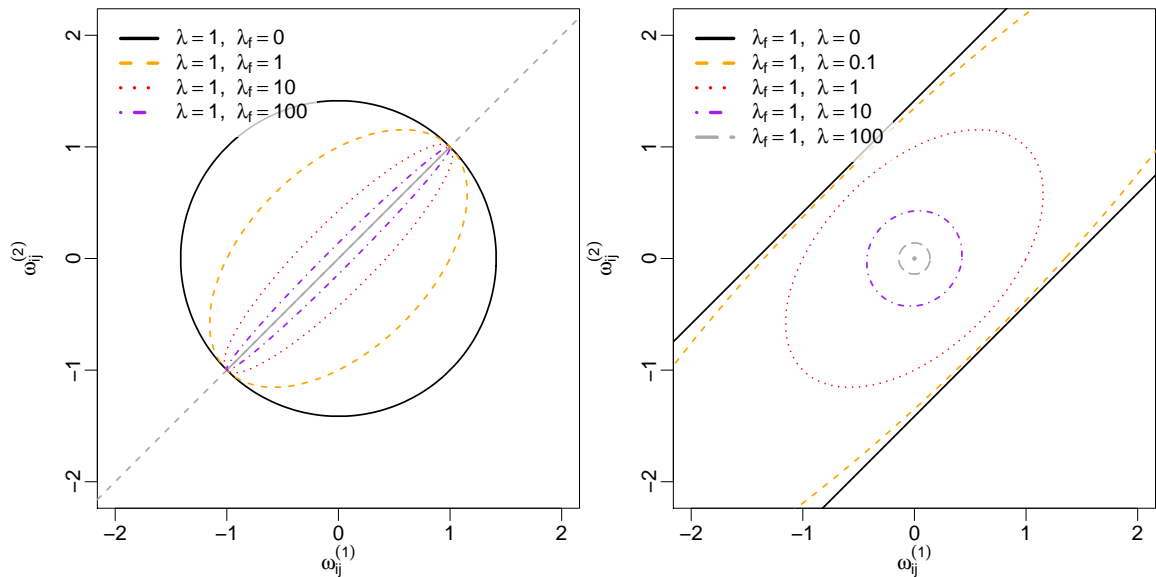 λ = 1, λf = 0
λ = 1, λf = 1
λ = 1, λf = 10
λ = 1, λf = 100
2
1
0
−1
−2
ωij(2)
−2 −1 0 1 2
ωij(1)
λf = 1, λ = 0
λf = 1, λ = 0.1
λf = 1, λ = 1
λf = 1, λ = 10
λf = 1, λ = 100
2
1
0
−1
−2
ωij(2)
−2 −1 0 1 2
ωij(1)